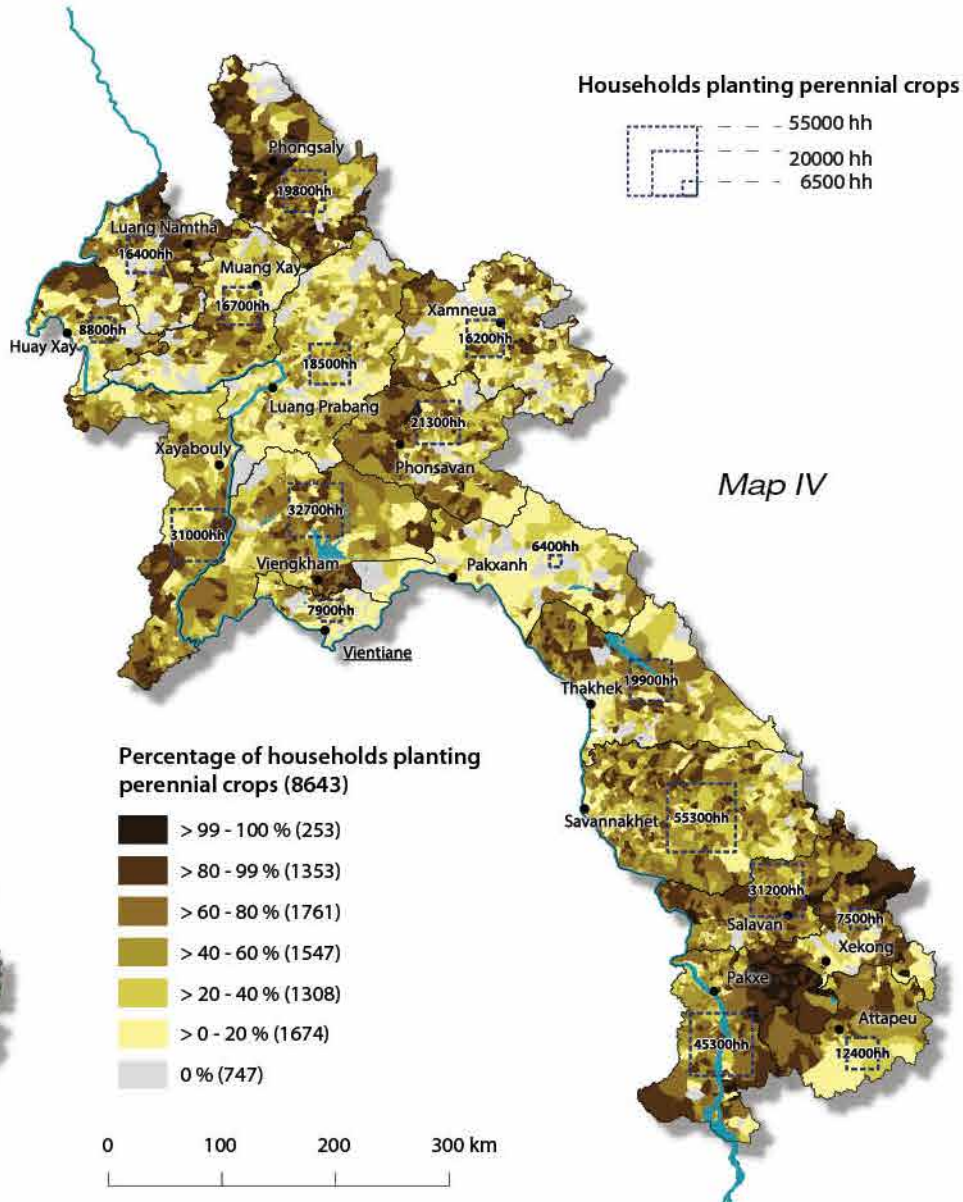 Households planting perennial crops
55000 hh
20000 hh
6500 hh
Phongsaly
19800hh
Luang Namtha
16400hh
Muang Xay
16700hh
Xamneua
16200hh
8800hh
Huay Xay
18500hh
Luang Prabang
21300hh
Phonsavan
Xayabouly
Map IV
32700hh
31000hh
6400hh
Viengkham
Pakxanh
7900hh
Vientiane
19900hh
Thakhek
Percentage of households planting
perennial crops (8643)
> 99 - 100 % (253)
> 80 - 99 % (1353)
> 60 - 80 % (1761)
> 40 - 60 % (1547)
> 20 - 40 % (1308)
> 0 - 20 % (1674)
0 % (747)
Savannakhet
55300hh
31200hh
Salavan
7500hh
Xekong
Pakxe
Attapeu
45300hh
12400hh
0 100 200 300 km